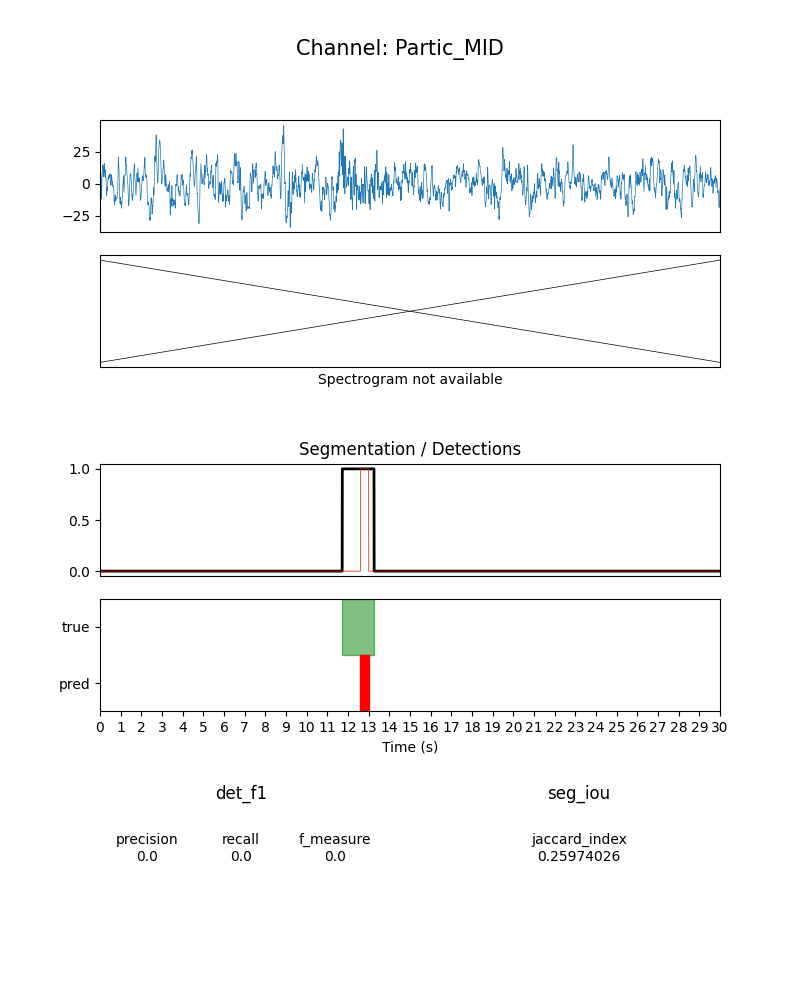 Channel: Partic_MID
25
0
−25
Spectrogram not available
Segmentation / Detections
1.0
0.5
0.0
true
pred
0 1 2 3 4 5 6 7 8 9 10 11 12 13 14 15 16 17 18 19 20 21 22 23 24 25 26 27 28 29 30
Time (s)
det_f1 seg_iou
precision recall f_measure jaccard_index
0.0 0.0 0.0 0.25974026